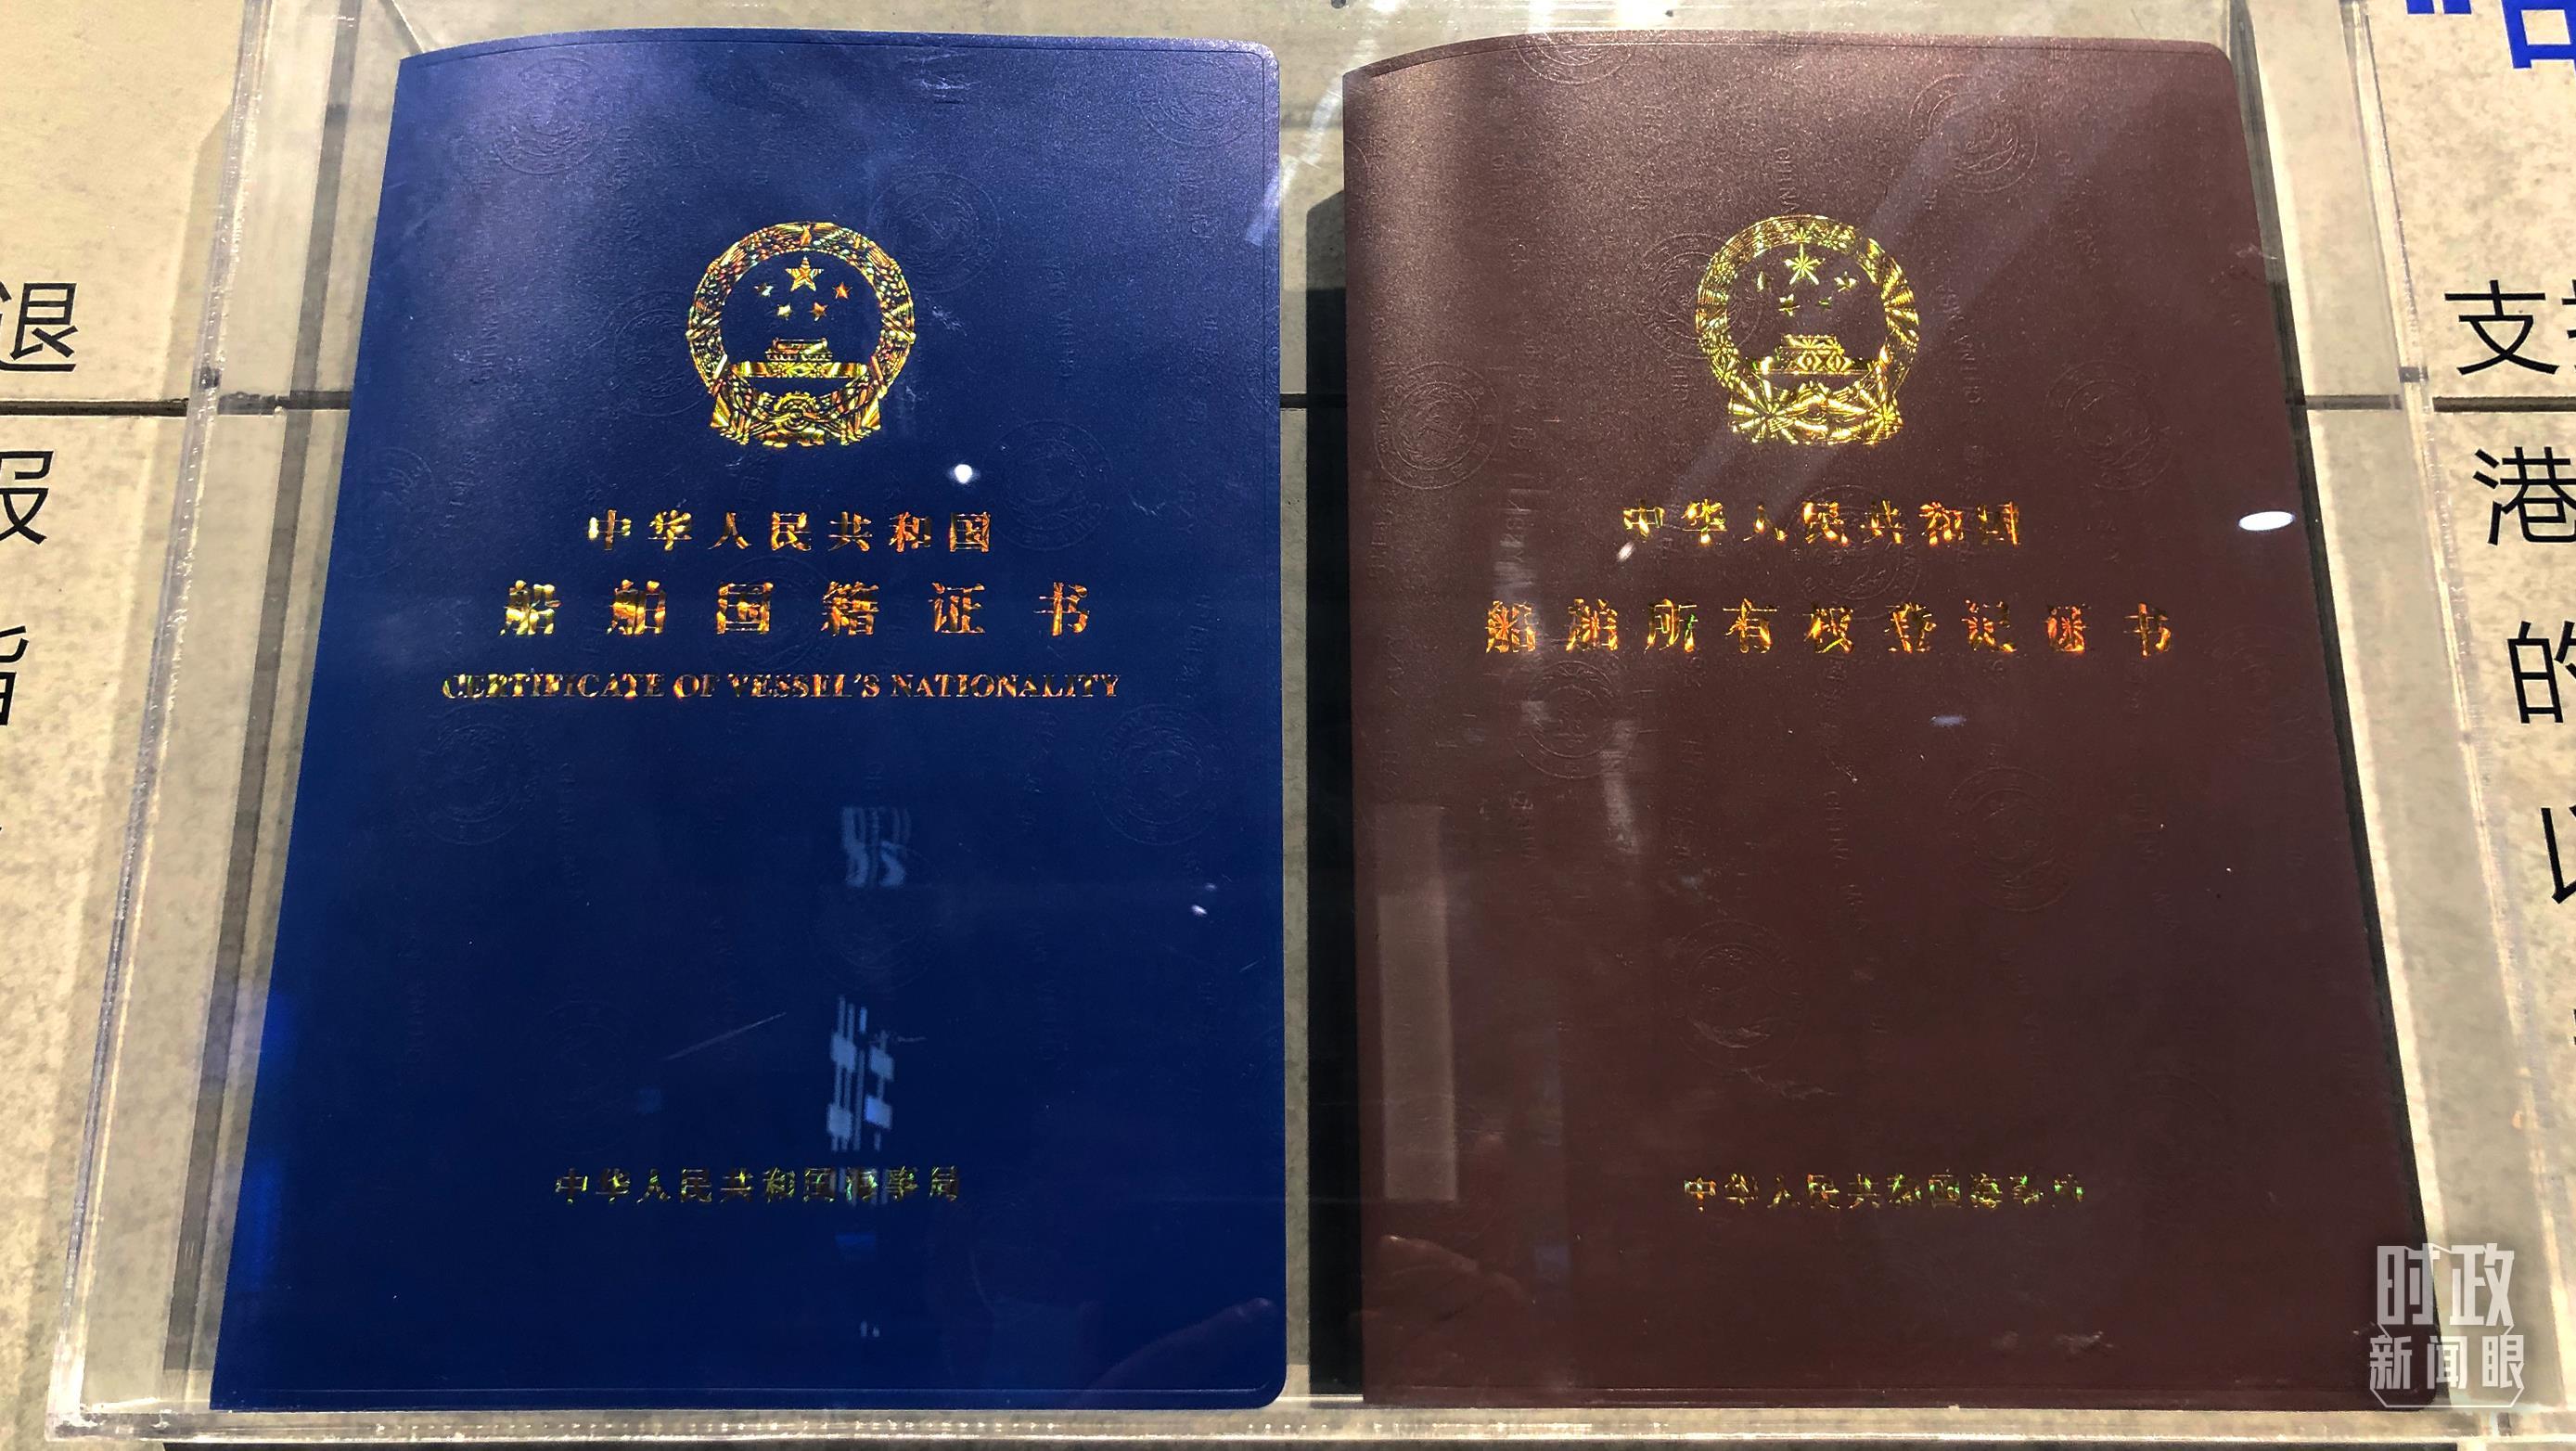 中华人民共和国
船舶国籍证书
CERTIFICATE OF VESSEL'S NATIONALITY
中华人民共和国海事局
中华人民共和国
船舶所有权登记证书
中华人民共和国海事局
退
报
支持
港
的
以
时政
新闻眼